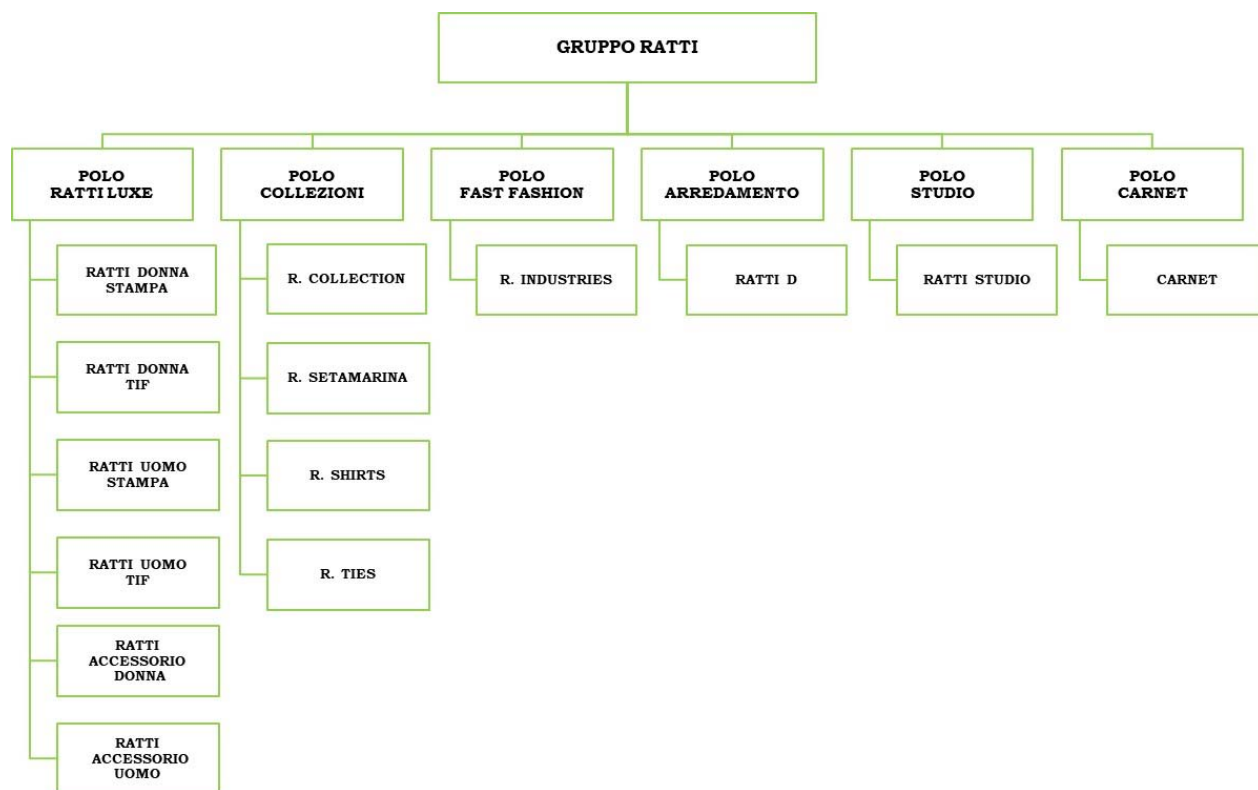 GRUPPO RATTI
POLO
RATTI LUXE
POLO
COLLEZIONI
POLO
FAST FASHION
POLO
ARREDAMENTO
POLO
STUDIO
POLO
CARNET
RATTI DONNA
STAMPA
RATTI DONNA
TIF
RATTI UOMO
STAMPA
RATTI UOMO
TIF
RATTI
ACCESSORIO
DONNA
RATTI
ACCESSORIO
UOMO
R. COLLECTION
R. SETAMARINA
R. SHIRTS
R. TIES
R. INDUSTRIES
RATTI D
RATTI STUDIO
CARNET